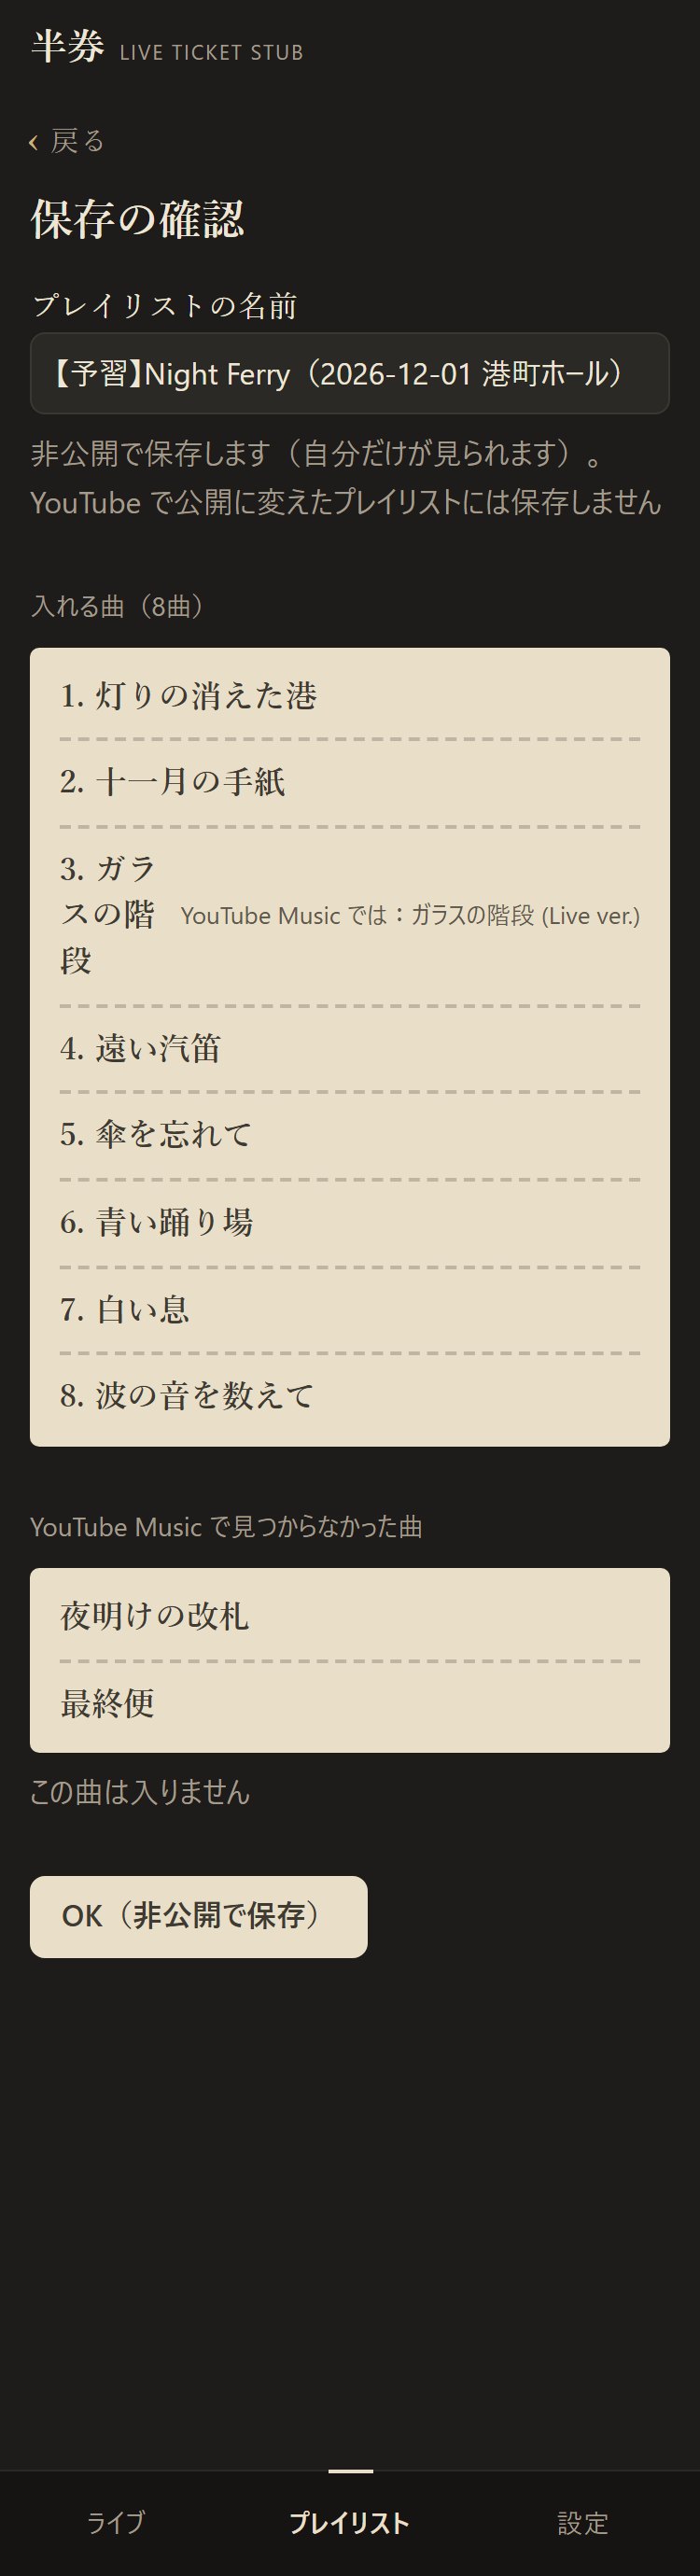 半券 LIVE TICKET STUB
‹ 戻る
保存の確認
プレイリストの名前
【予習】Night Ferry（2026-12-01 港町ホール）
非公開で保存します（自分だけが見られます）。
YouTube で公開に変えたプレイリストには保存しません
入れる曲（8曲）
1. 灯りの消えた港
2. 十一月の手紙
3. ガラ
スの階
段
YouTube Music では：ガラスの階段 (Live ver.)
4. 遠い汽笛
5. 傘を忘れて
6. 青い踊り場
7. 白い息
8. 波の音を数えて
YouTube Music で見つからなかった曲
夜明けの改札
最終便
この曲は入りません
OK（非公開で保存）
ライブ プレイリスト 設定